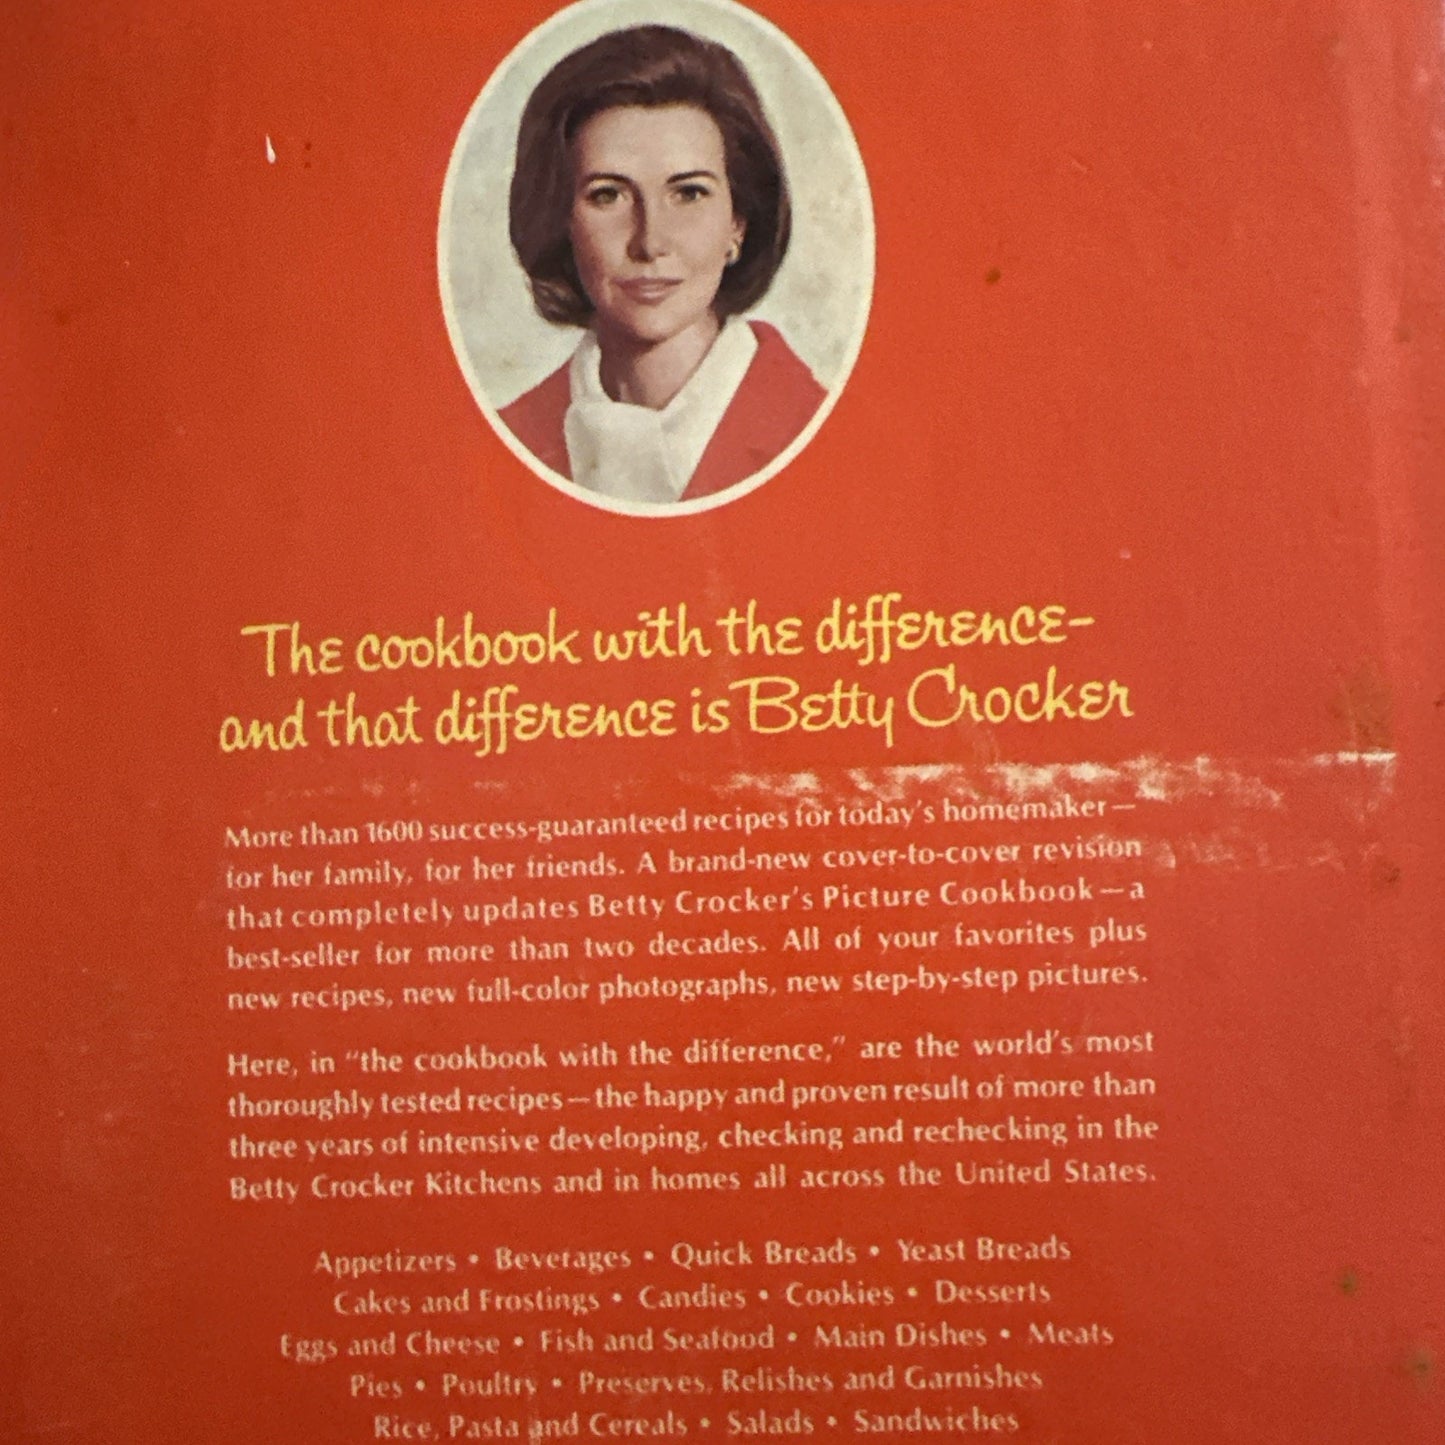 The cookbook with the difference–
and that difference is Betty Crocker
More than 1600 success-guaranteed recipes for today's homemaker—
for her family, for her friends. A brand-new cover-to-cover revision
that completely updates Betty Crocker's Picture Cookbook—a
best-seller for more than two decades. All of your favorites plus
new recipes, new full-color photographs, new step-by-step pictures.
Here, in "the cookbook with the difference," are the world's most
thoroughly tested recipes—the happy and proven result of more than
three years of intensive developing, checking and rechecking in the
Betty Crocker Kitchens and in homes all across the United States.
Appetizers • Beverages • Quick Breads • Yeast Breads
Cakes and Frostings • Candies • Cookies • Desserts
Eggs and Cheese • Fish and Seafood • Main Dishes • Meats
Pies • Poultry • Preserves, Relishes and Garnishes
Rice, Pasta and Cereals • Salads • Sandwiches